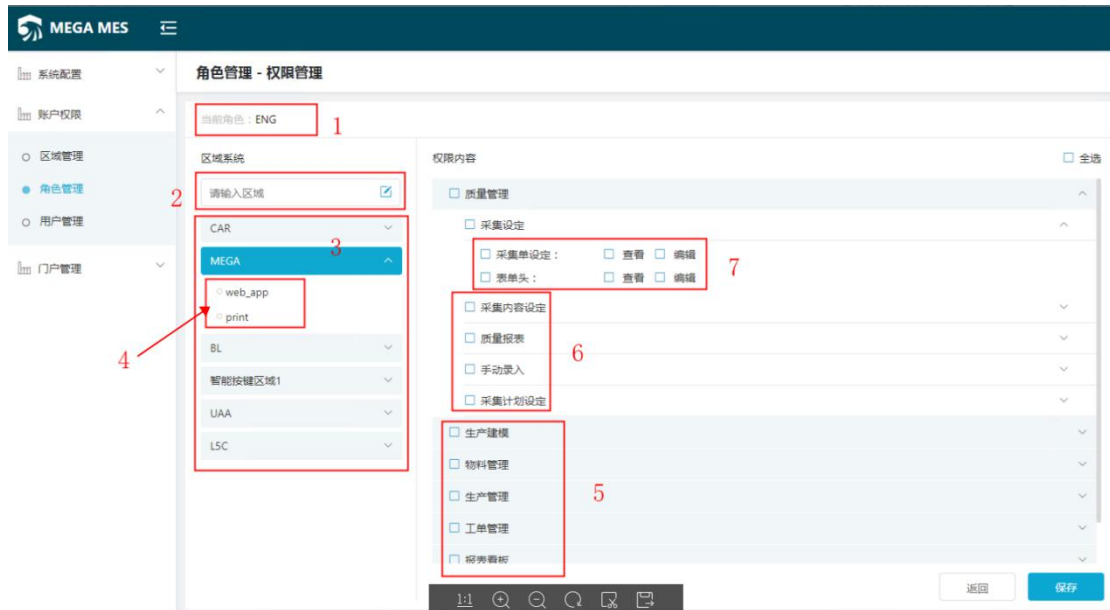 MEGA MES
系统配置
账户权限
区域管理
角色管理
用户管理
门户管理
角色管理 - 权限管理
当前角色：ENG
1
区域系统
2
请输入区域
3
CAR
MEGA
web_app
print
4
BL
智能按键区域1
UAA
L5C
权限内容
全选
质量管理
采集设定
采集单设定： 查看 编辑
表单头： 查看 编辑
7
采集内容设定
质量报表
6
手动录入
采集计划设定
生产建模
物料管理
生产管理
5
工单管理
报表看板
返回
保存
1:1